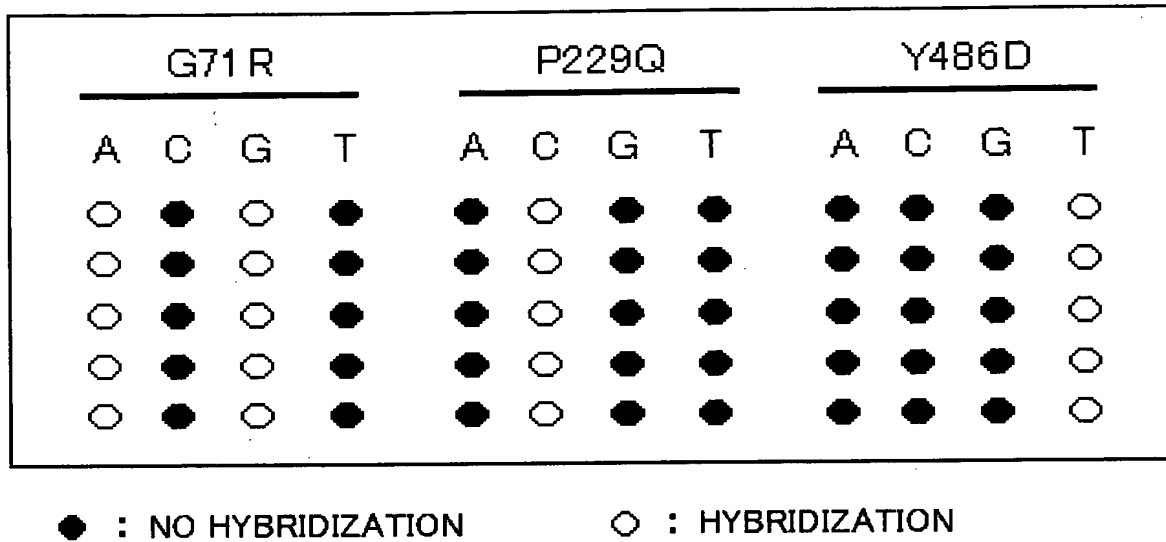 G71R P229Q Y486D
A C G T A C G T A C G T
: NO HYBRIDIZATION : HYBRIDIZATION